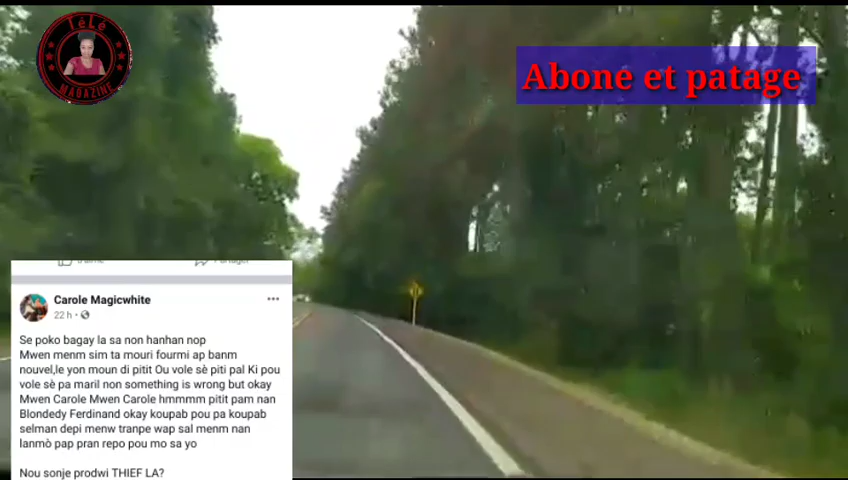 TéLé
MAGAZINE
Abone et patage
J'aime
Partager
Carole Magicwhite
22 h
Se poko bagay la sa non hanhan nop
Mwen menm sim ta mouri fourmi ap banm
nouvel,le yon moun di pitit Ou vole sè piti pal Ki pou
vole sè pa maril non something is wrong but okay
Mwen Carole Mwen Carole hmmmm pitit pam nan
Blondedy Ferdinand okay koupab pou pa koupab
selman depi menw tranpe wap sal menm nan
lanmò pap pran repo pou mo sa yo
Nou sonje prodwi THIEF LA?